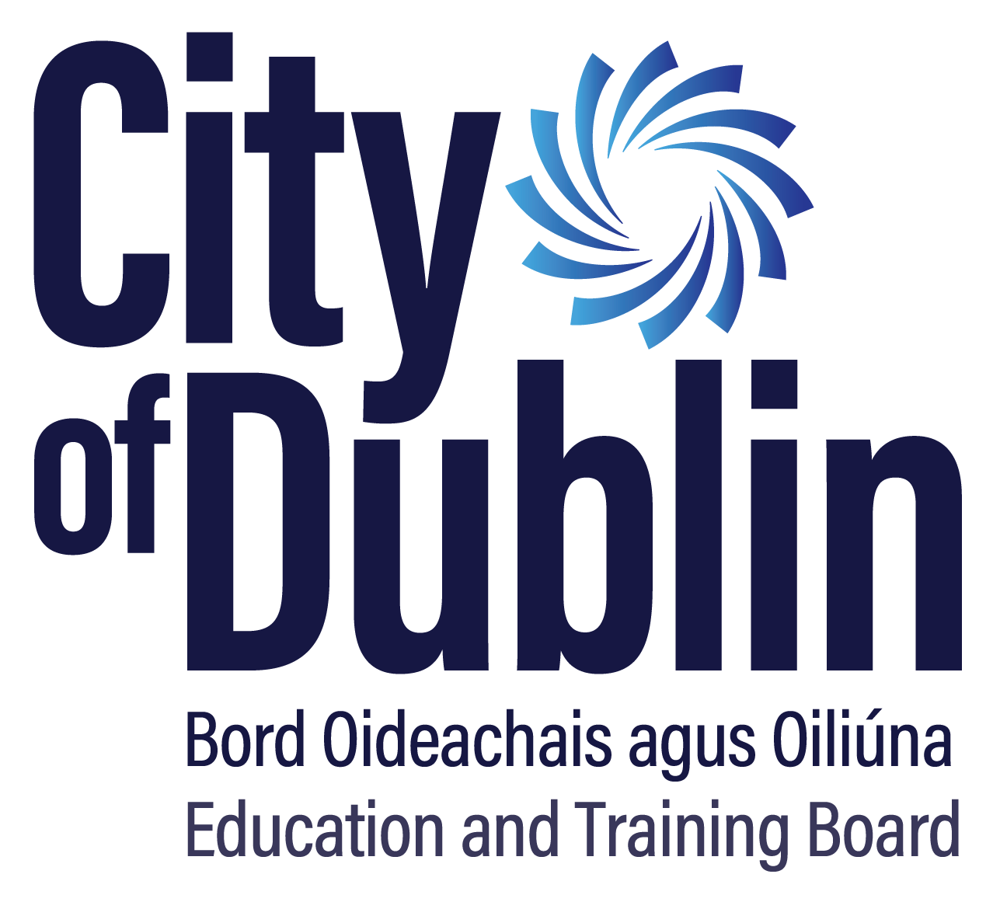 City
of Dublin
Bord Oideachais agus Oiliúna
Education and Training Board